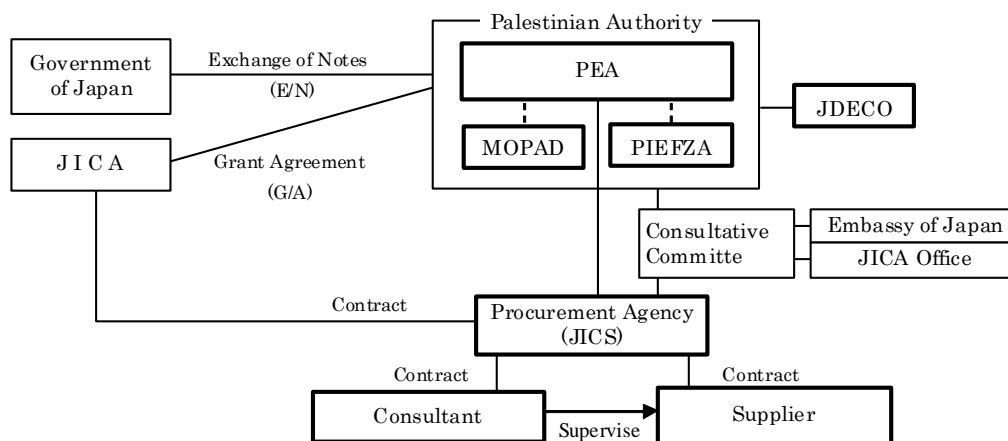 Palestinian Authority
Government
of Japan
Exchange of Notes
(E/N)
PEA
JDECO
MOPAD
PIEFZA
J I C A
Grant Agreement
(G/A)
Consultative
Committe
Embassy of Japan
JICA Office
Contract
Procurement Agency
(JICS)
Contract
Contract
Consultant
Supervise
Supplier